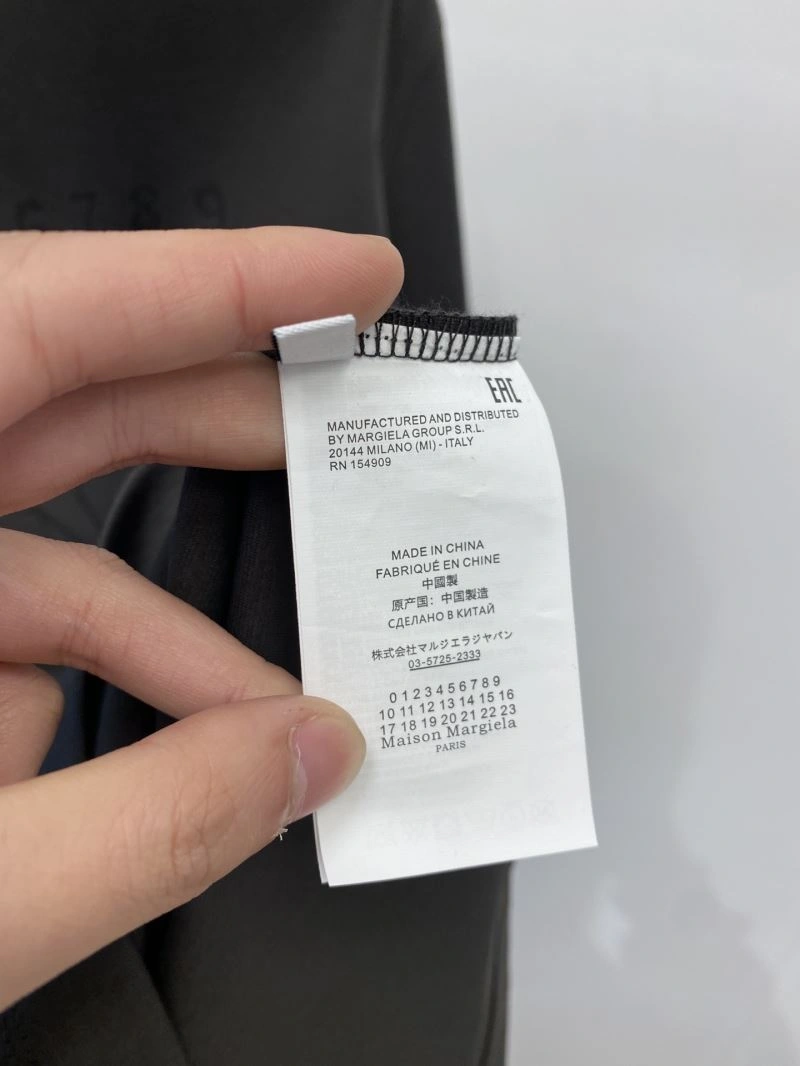 6789
EAC
MANUFACTURED AND DISTRIBUTED
BY MARGIELA GROUP S.R.L.
20144 MILANO (MI) - ITALY
RN 154909
MADE IN CHINA
FABRIQUÉ EN CHINE
中國製
原产国：中国製造
СДЕЛАНО В КИТАЙ
株式会社マルジエラジャパン
03-5725-2333
0 1 2 3 4 5 6 7 8 9
10 11 12 13 14 15 16
17 18 19 20 21 22 23
Maison Margiela
PARIS